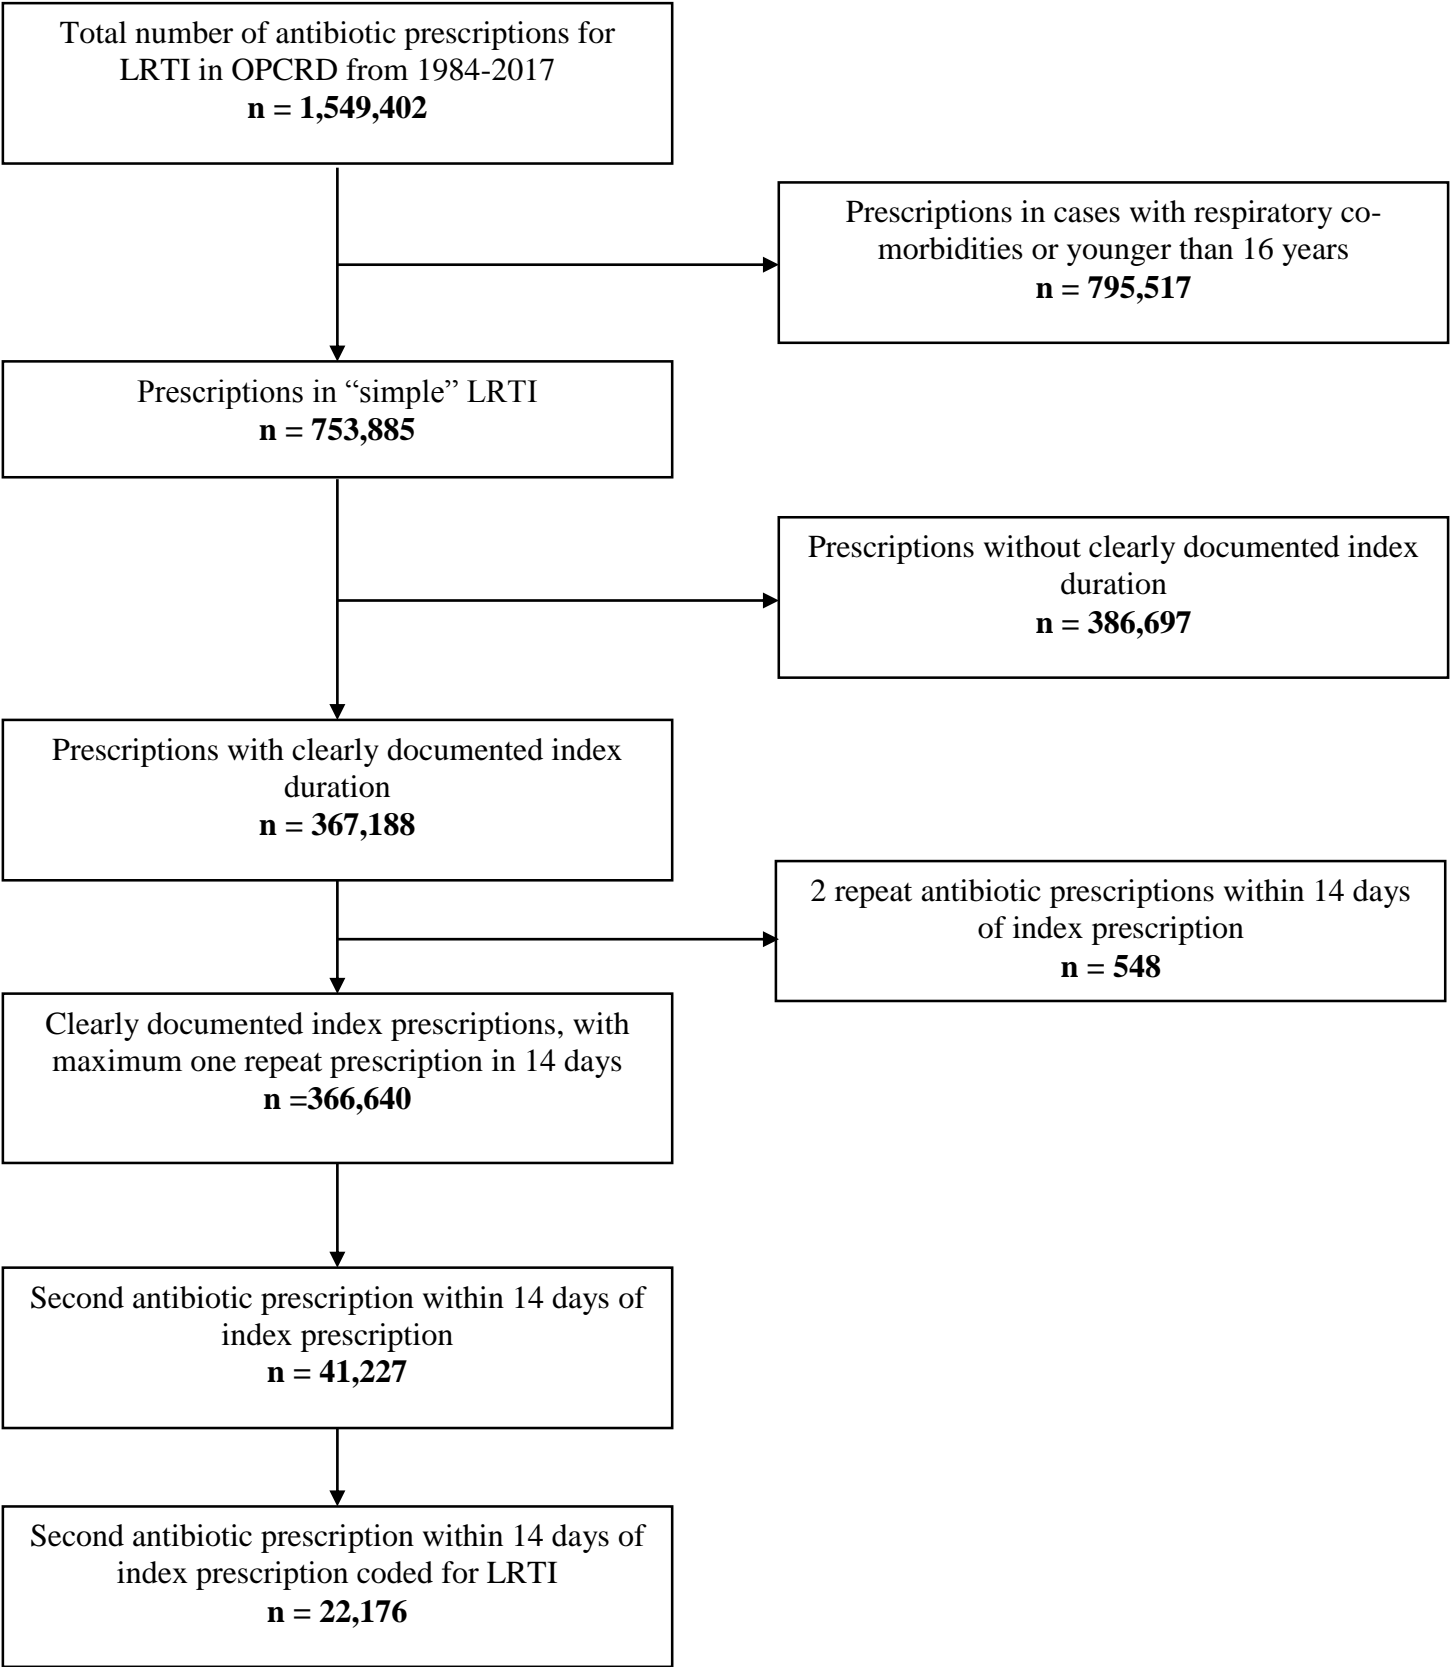 Total number of antibiotic prescriptions for
LRTI in OPCRD from 1984-2017
n = 1,549,402
Prescriptions in cases with respiratory co-
morbidities or younger than 16 years
n = 795,517
Prescriptions in “simple” LRTI
n = 753,885
Prescriptions without clearly documented index
duration
n = 386,697
Prescriptions with clearly documented index
duration
n = 367,188
2 repeat antibiotic prescriptions within 14 days
of index prescription
n = 548
Clearly documented index prescriptions, with
maximum one repeat prescription in 14 days
n =366,640
Second antibiotic prescription within 14 days of
index prescription
n = 41,227
Second antibiotic prescription within 14 days of
index prescription coded for LRTI
n = 22,176